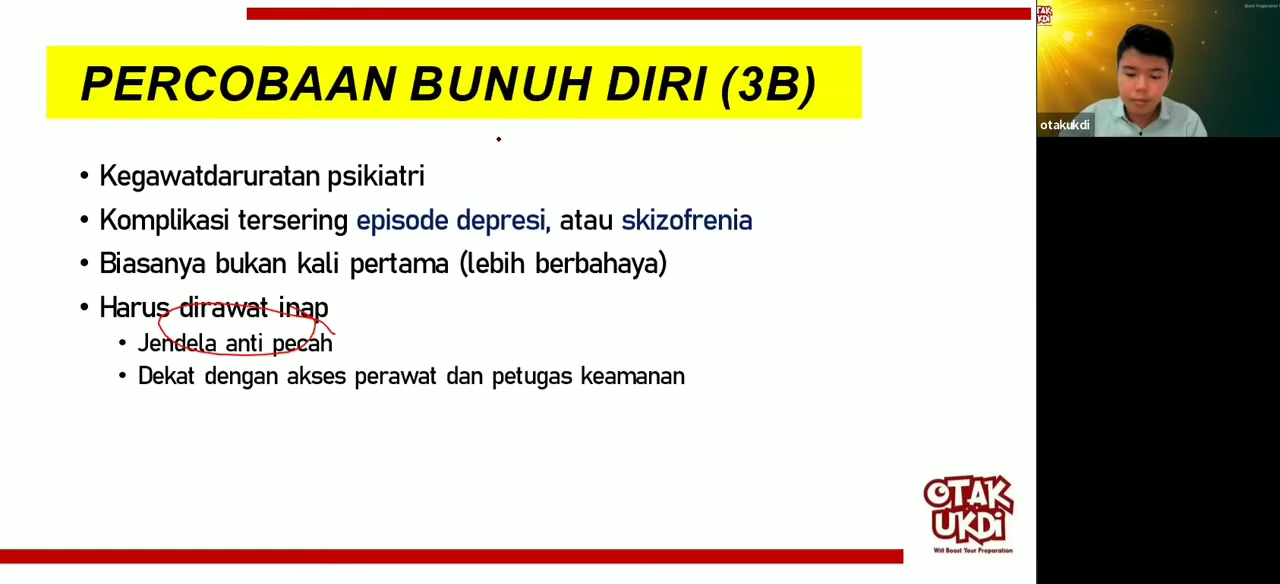 PERCOBAAN BUNUH DIRI (3B)
• Kegawatdaruratan psikiatri
• Komplikasi tersering episode depresi, atau skizofrenia
• Biasanya bukan kali pertama (lebih berbahaya)
• Harus dirawat inap
• Jendela anti pecah
• Dekat dengan akses perawat dan petugas keamanan
OTAK
UKDi
Will Boost Your Preparation
OTAK
UKDi
otakukdi